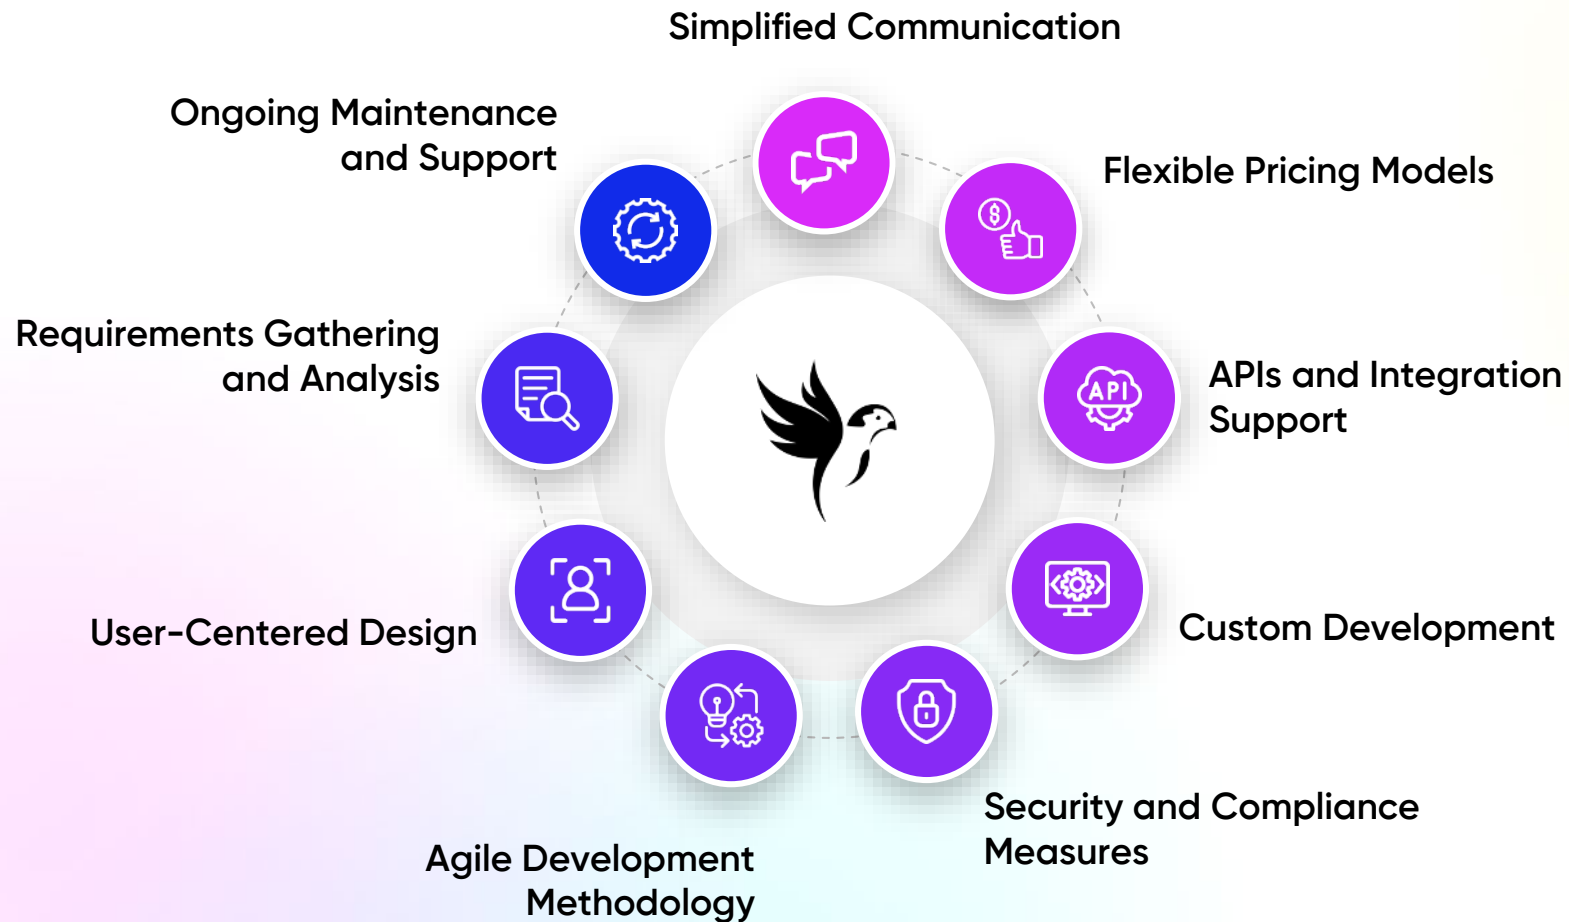 Simplified Communication
Ongoing Maintenance
and Support
Flexible Pricing Models
$
Requirements Gathering
and Analysis
APIs and Integration
Support
API
User-Centered Design
Custom Development
Security and Compliance
Measures
Agile Development
Methodology